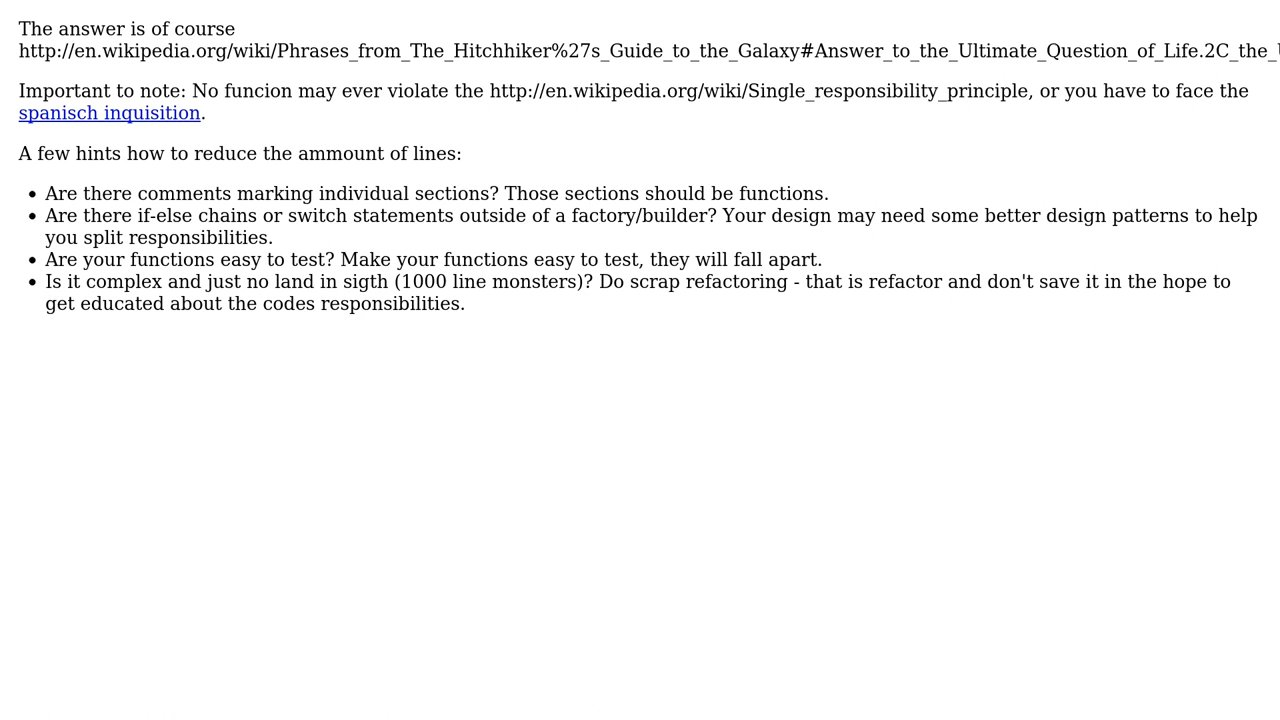 The answer is of course
http://en.wikipedia.org/wiki/Phrases_from_The_Hitchhiker%27s_Guide_to_the_Galaxy#Answer_to_the_Ultimate_Question_of_Life.2C_the_
Important to note: No funcion may ever violate the http://en.wikipedia.org/wiki/Single_responsibility_principle, or you have to face the
spanisch inquisition.
A few hints how to reduce the ammount of lines:
• Are there comments marking individual sections? Those sections should be functions.
• Are there if-else chains or switch statements outside of a factory/builder? Your design may need some better design patterns to help
you split responsibilities.
• Are your functions easy to test? Make your functions easy to test, they will fall apart.
• Is it complex and just no land in sigth (1000 line monsters)? Do scrap refactoring - that is refactor and don't save it in the hope to
get educated about the codes responsibilities.